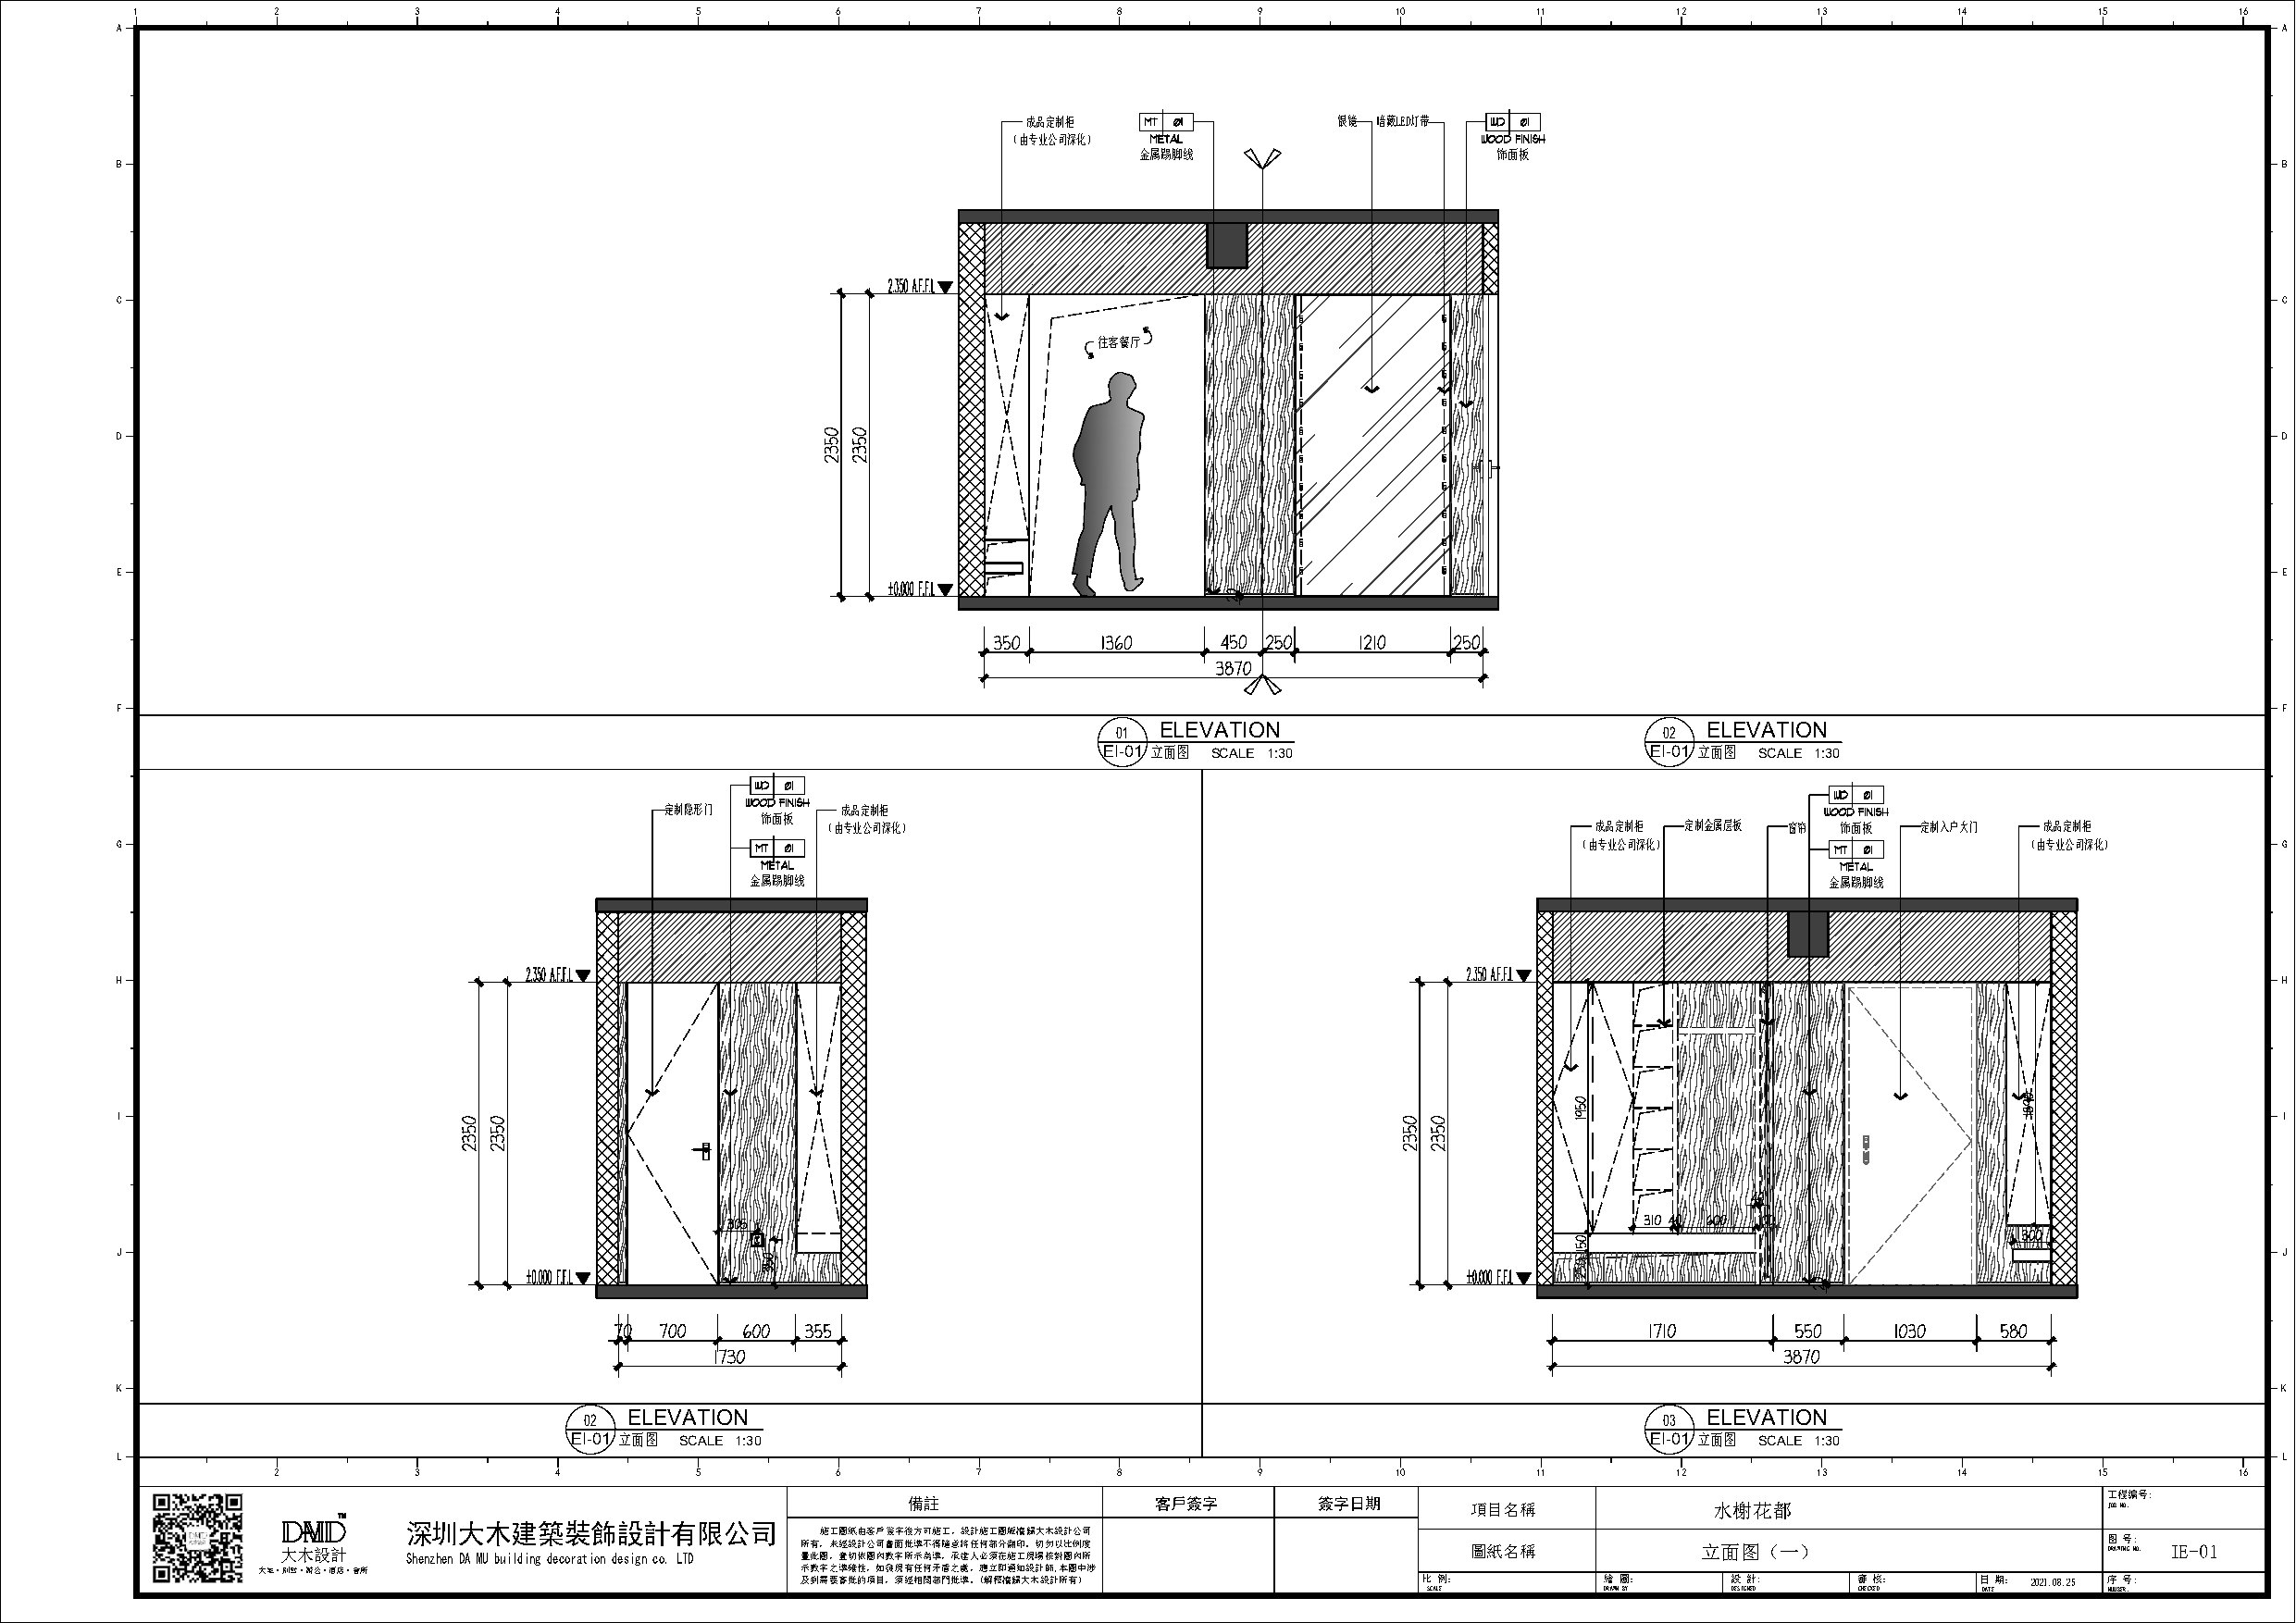 1 2 3 4 5 6 7 8 9 10 11 12 13 14 15 16
A A
B B
C C
D D
E E
F F
G G
H H
I I
J J
K K
L L
成品定制柜
(由专业公司深化)
MT 01
METAL
金属踢脚线
银镜
暗藏LED灯带
WD 01
WOOD FINISH
饰面板
2.350 A.F.F.L
往客餐厅
2350 2350
±0.000 F.F.L
350 1360 450 250 1210 250
3870
01 ELEVATION
EI-01 立面图 SCALE 1:30
02 ELEVATION
EI-01 立面图 SCALE 1:30
定制隐形门
WD 01
WOOD FINISH
饰面板
MT 01
METAL
金属踢脚线
成品定制柜
(由专业公司深化)
2.350 A.F.F.L
2350 2350
305
±0.000 F.F.L
70 700 600 355
1730
02 ELEVATION
EI-01 立面图 SCALE 1:30
成品定制柜
(由专业公司深化)
定制金属层板
窗帘
WD 01
WOOD FINISH
饰面板
MT 01
METAL
金属踢脚线
定制入户大门
成品定制柜
(由专业公司深化)
2.350 A.F.F.L
2350 2350
1950
310 40 600
150
300
±0.000 F.F.L
1710 550 1030 580
3870
03 ELEVATION
EI-01 立面图 SCALE 1:30
DMD TM
大木設計
深圳大木建築裝飾設計有限公司
Shenzhen DA MU building decoration design co. LTD
備註
施工圖紙由客戶簽字後方可施工，設計施工圖紙權歸大木設計公司
所有，未經設計公司書面批準不得隨意將任何部分翻印，切勿以比例度
量此圖，壹切依圖內數字所示為準，承建人必須在施工現場核對圖內所
示數字之準確性，如發現有任何矛盾之處，應立即通知設計師,本圖中涉
及到需要審批的項目，須經相關部門批準。(解釋權歸大木設計所有)
客戶簽字
簽字日期
項目名稱
水榭花都
圖紙名稱
立面图（一）
比 例:
SCALE
繪 圖:
DRAWN BY
設 計:
DESIGNED
審 核:
CHECKED
日 期:
DATE
2021.08.25
工程編号:
JOB NO.
图 号:
DRAWING NO.
IE-01
序 号:
NUMBER.